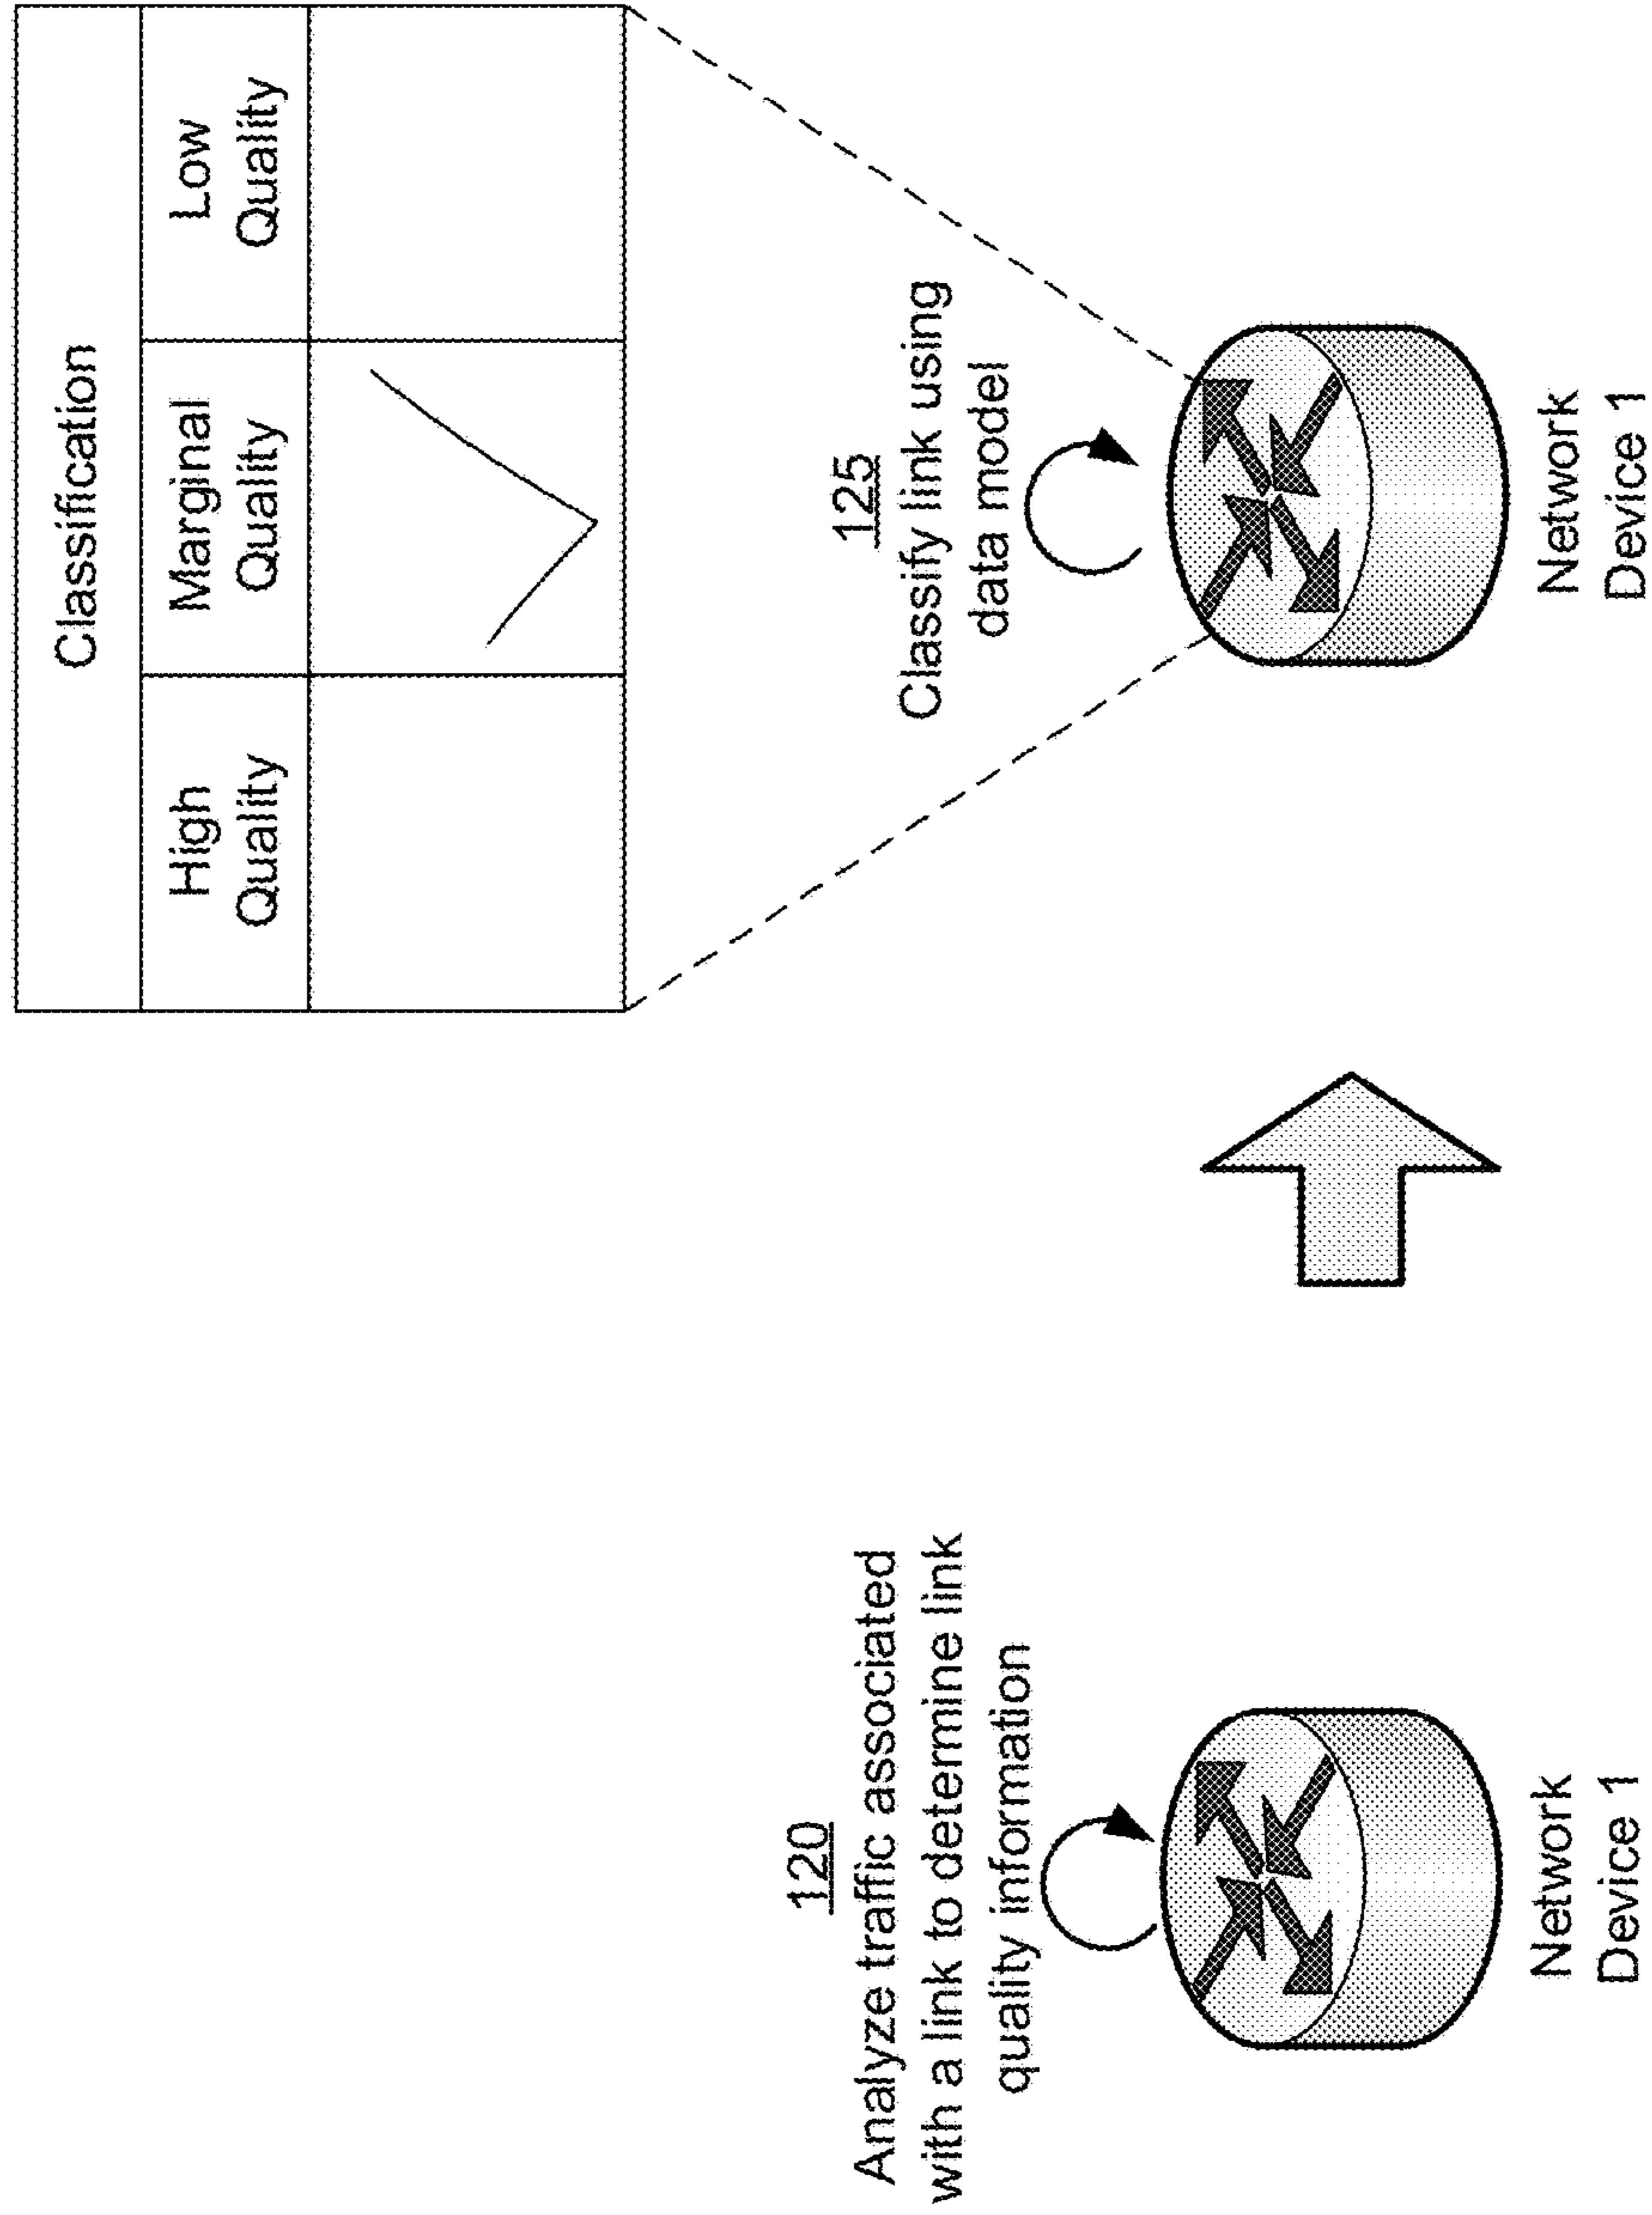 120
Analyze traffic associated
with a link to determine link
quality information
Network
Device 1
Classification
High
Quality
Marginal
Quality
Low
Quality
125
Classify link using
data model
Network
Device 1